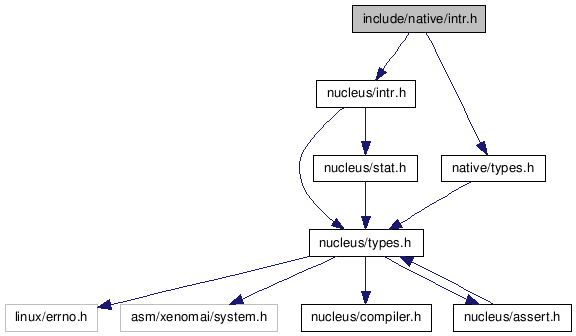 include/native/intr.h
nucleus/intr.h
nucleus/stat.h
native/types.h
nucleus/types.h
linux/errno.h
asm/xenomai/system.h
nucleus/compiler.h
nucleus/assert.h